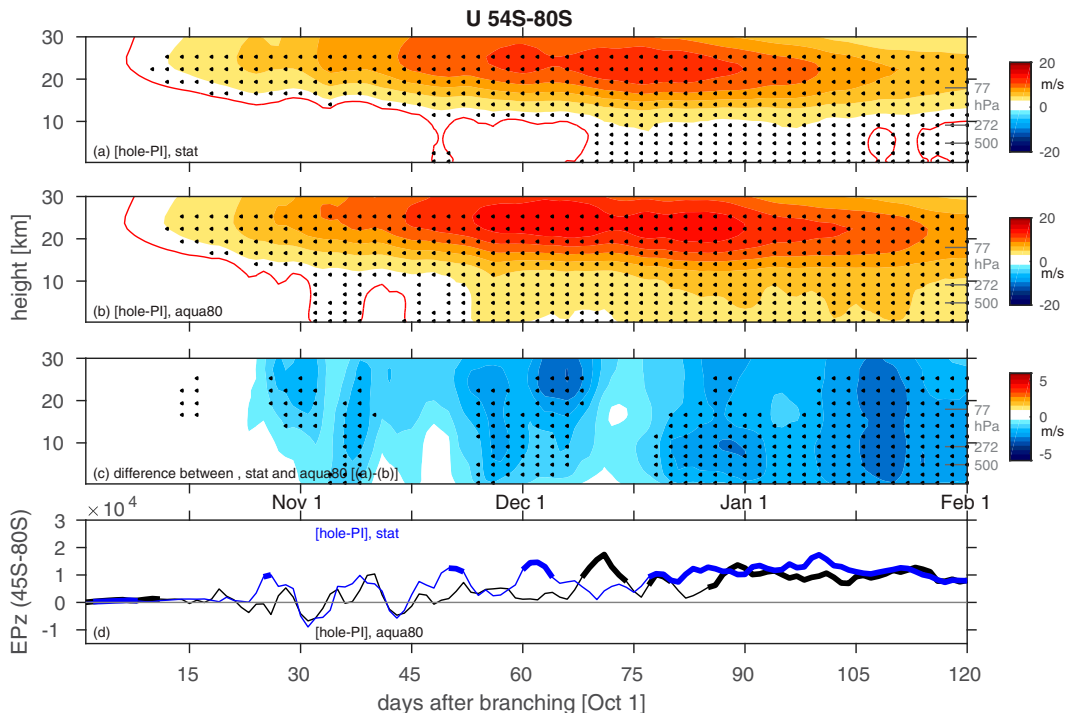 U 54S-80S
30
20
10
(a) [hole-PI], stat
77
hPa
272
500
20
m/s
0
-20
height [km]
30
20
10
(b) [hole-PI], aqua80
77
hPa
272
500
20
0
m/s
-20
30
20
10
(c) difference between , stat and aqua80 [(a)-(b)]
77
hPa
272
500
5
0
m/s
-5
Nov 1 Dec 1 Jan 1 Feb 1
× 10 4
EPz (45S-80S)
3
2
1
0
-1
[hole-PI], stat
(d) [hole-PI], aqua80
15 30 45 60 75 90 105 120
days after branching [Oct 1]